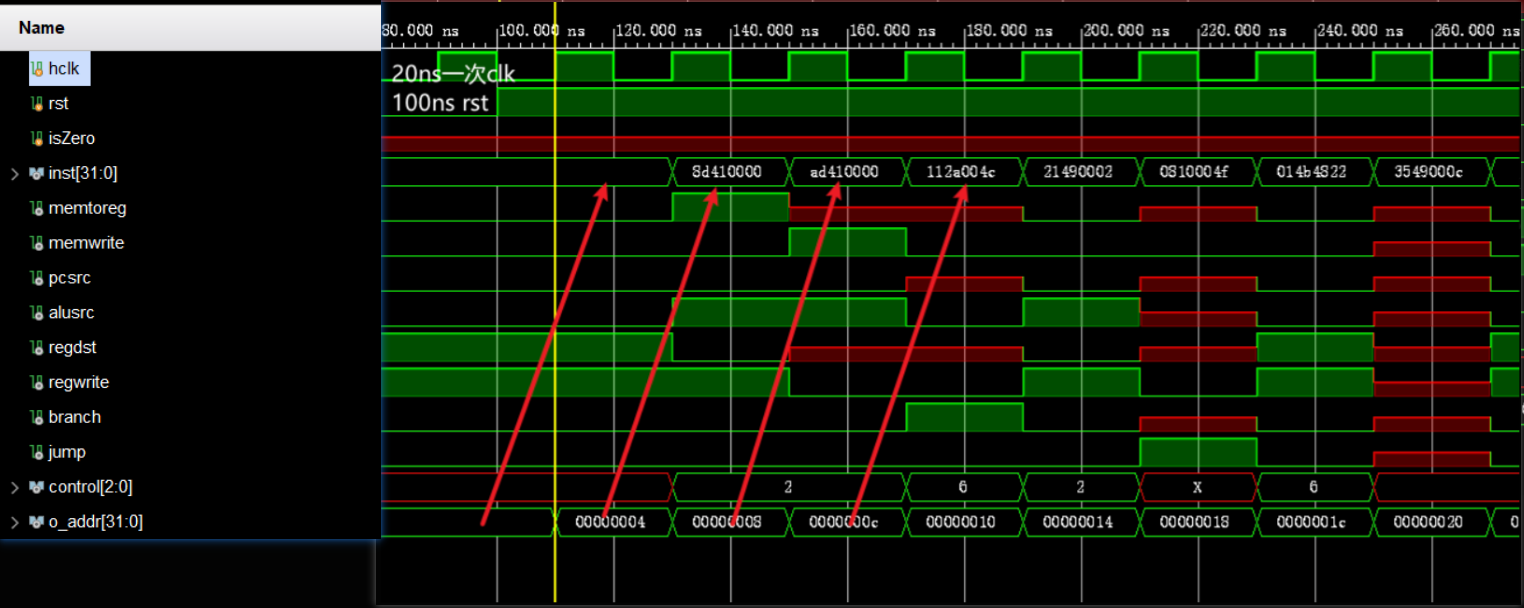 Name
80.000 ns 100.000 ns 120.000 ns 140.000 ns 160.000 ns 180.000 ns 200.000 ns 220.000 ns 240.000 ns 260.000 ns
hclk
20ns一次clk
rst
100ns rst
isZero
inst[31:0] 8d410000 ad410000 112a004c 21490002 0810004f 014b4822 3549000c
memtoreg
memwrite
pcsrc
alusrc
regdst
regwrite
branch
jump
control[2:0] 2 6 2 X 6
o_addr[31:0] 00000004 00000008 0000000c 00000010 00000014 00000018 0000001c 00000020 0